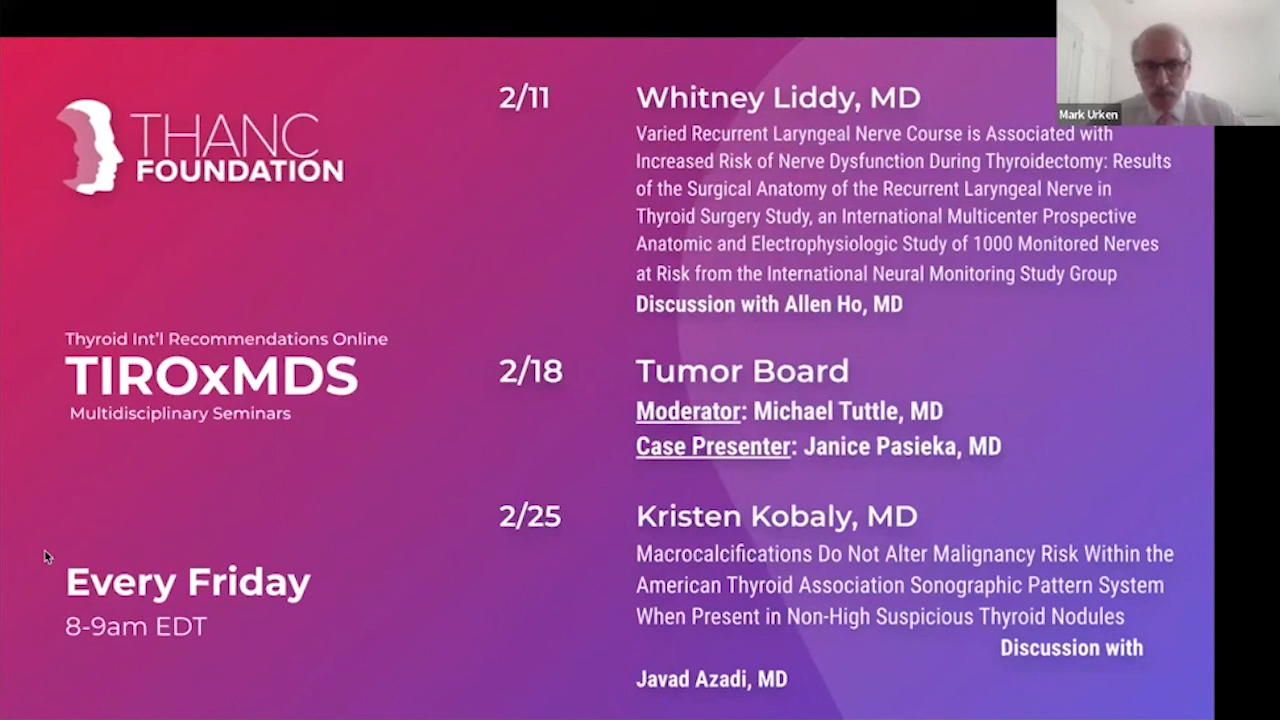 THANC
FOUNDATION
Thyroid Int'l Recommendations Online
TIROxMDS
Multidisciplinary Seminars
Every Friday
8-9am EDT
2/11
Whitney Liddy, MD
Varied Recurrent Laryngeal Nerve Course is Associated with
Increased Risk of Nerve Dysfunction During Thyroidectomy: Results
of the Surgical Anatomy of the Recurrent Laryngeal Nerve in
Thyroid Surgery Study, an International Multicenter Prospective
Anatomic and Electrophysiologic Study of 1000 Monitored Nerves
at Risk from the International Neural Monitoring Study Group
Discussion with Allen Ho, MD
2/18
Tumor Board
Moderator: Michael Tuttle, MD
Case Presenter: Janice Pasieka, MD
2/25
Kristen Kobaly, MD
Macrocalcifications Do Not Alter Malignancy Risk Within the
American Thyroid Association Sonographic Pattern System
When Present in Non-High Suspicious Thyroid Nodules
Discussion with
Javad Azadi, MD
Mark Urken